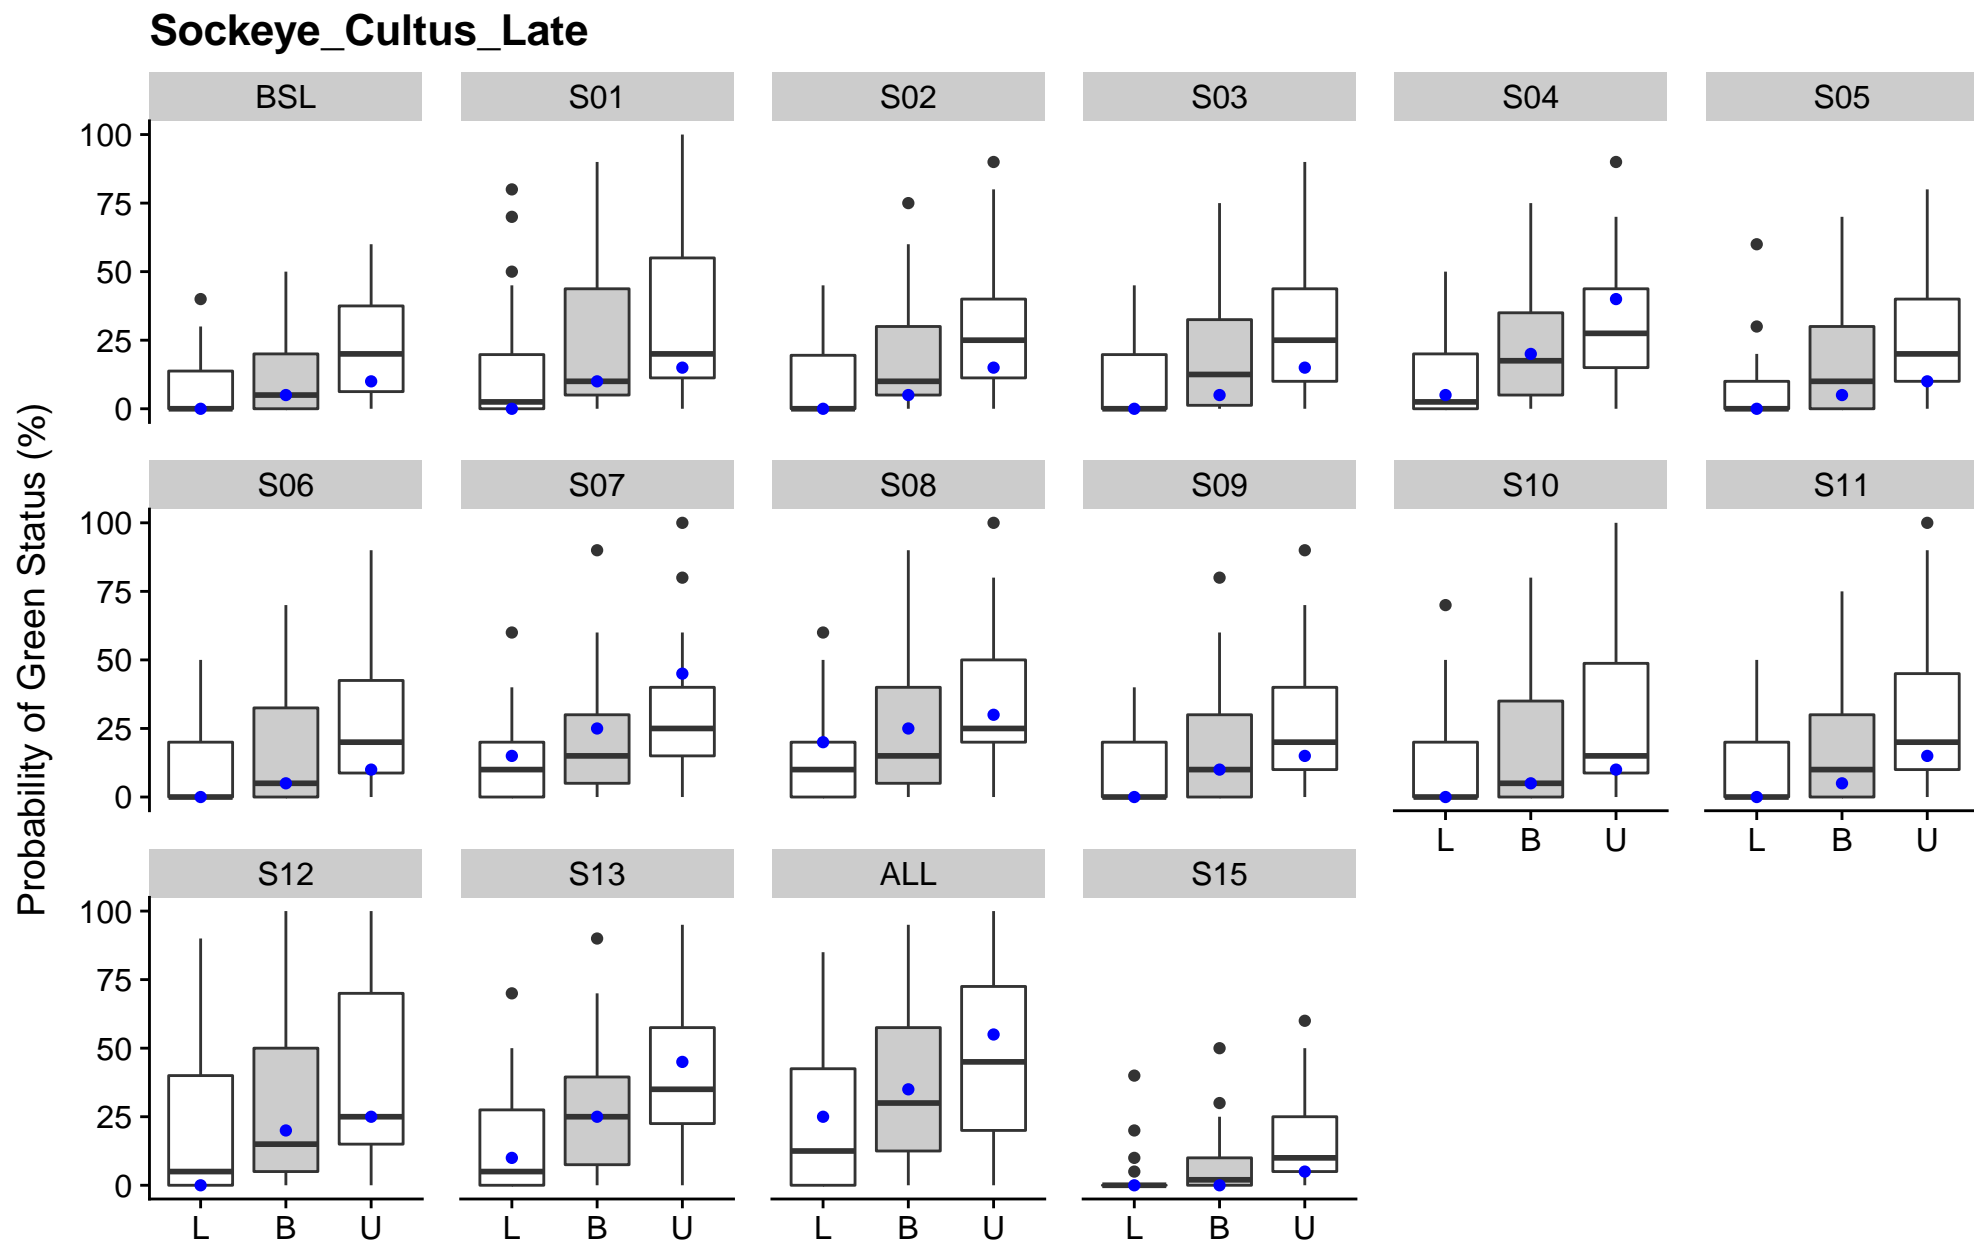 Sockeye_Cultus_Late
BSL S01 S02 S03 S04 S05
100
75
50
25
0
Probability of Green Status (%)
S06 S07 S08 S09 S10 S11
100
75
50
25
0
L B U L B U
S12 S13 ALL S15
100
75
50
25
0
L B U L B U L B U L B U